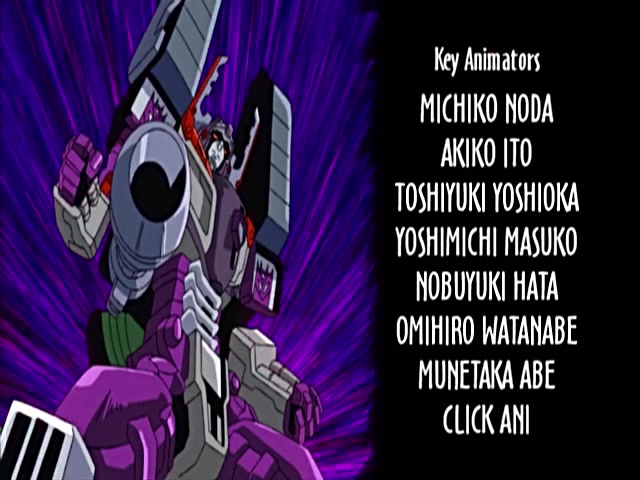 Key Animators
MICHIKO NODA
AKIKO ITO
TOSHIYUKI YOSHIOKA
YOSHIMICHI MASUKO
NOBUYUKI HATA
OMIHIRO WATANABE
MUNETAKA ABE
CLICK ANI